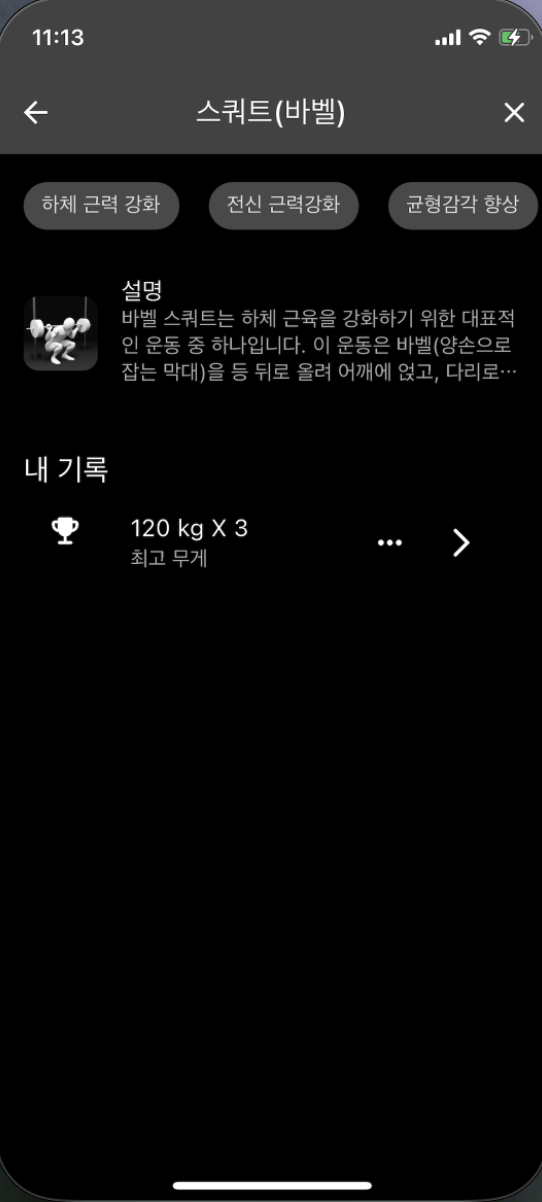 11:13
스쿼트(바벨)
하체 근력 강화
전신 근력강화
균형감각 향상
설명
바벨 스쿼트는 하체 근육을 강화하기 위한 대표적
인 운동 중 하나입니다. 이 운동은 바벨(양손으로
잡는 막대)을 등 뒤로 올려 어깨에 얹고, 다리로…
내 기록
120 kg X 3
최고 무게